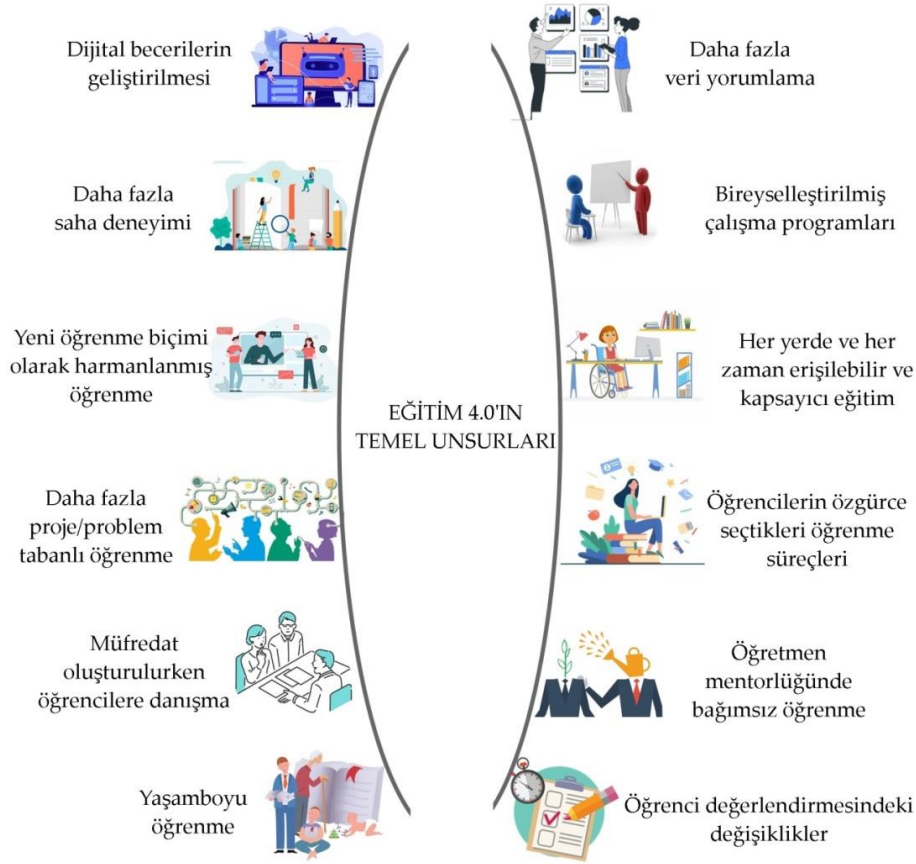 Dijital becerilerin
geliştirilmesi
Daha fazla
saha deneyimi
Yeni öğrenme biçimi
olarak harmanlanmış
öğrenme
Daha fazla
proje/problem
tabanlı öğrenme
Müfredat
oluşturulurken
öğrencilere danışma
Yaşamboyu
öğrenme
EĞİTİM 4.0'IN
TEMEL UNSURLARI
Daha fazla
veri yorumlama
Bireyselleştirilmiş
çalışma programları
Her yerde ve her
zaman erişilebilir ve
kapsayıcı eğitim
Öğrencilerin özgürce
seçtikleri öğrenme
süreçleri
Öğretmen
mentorlüğünde
bağımsız öğrenme
Öğrenci değerlendirmesindeki
değişiklikler